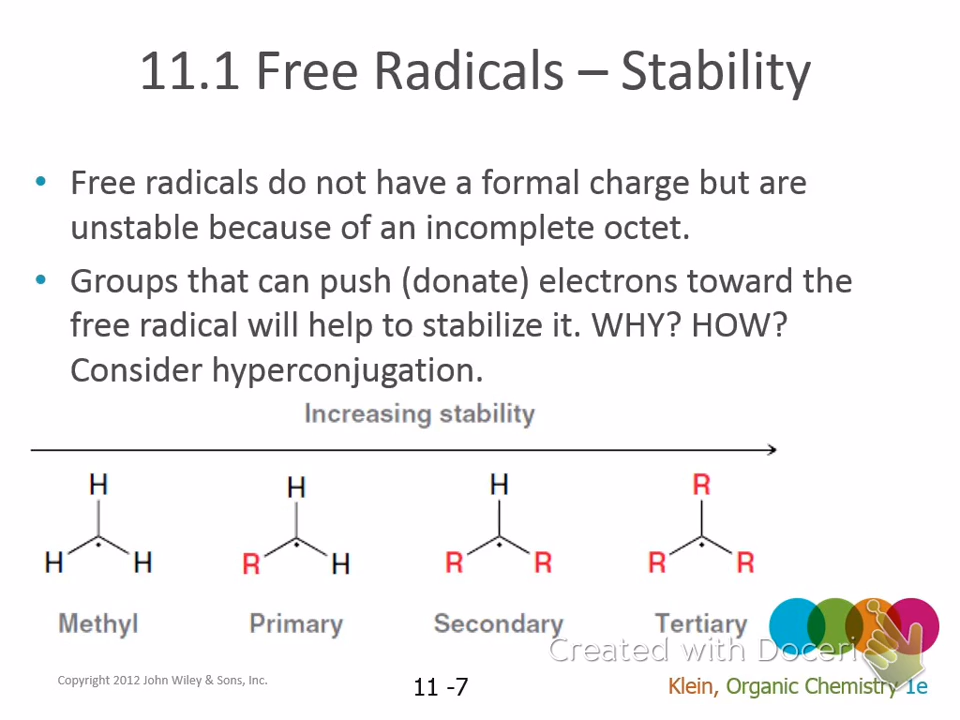 11.1 Free Radicals – Stability
• Free radicals do not have a formal charge but are
unstable because of an incomplete octet.
• Groups that can push (donate) electrons toward the
free radical will help to stabilize it. WHY? HOW?
Consider hyperconjugation.
Increasing stability
H H H R
H H R H R R R R
Methyl Primary Secondary Tertiary
Created with Doceri
Copyright 2012 John Wiley & Sons, Inc.
11 -7
Klein, Organic Chemistry 1e